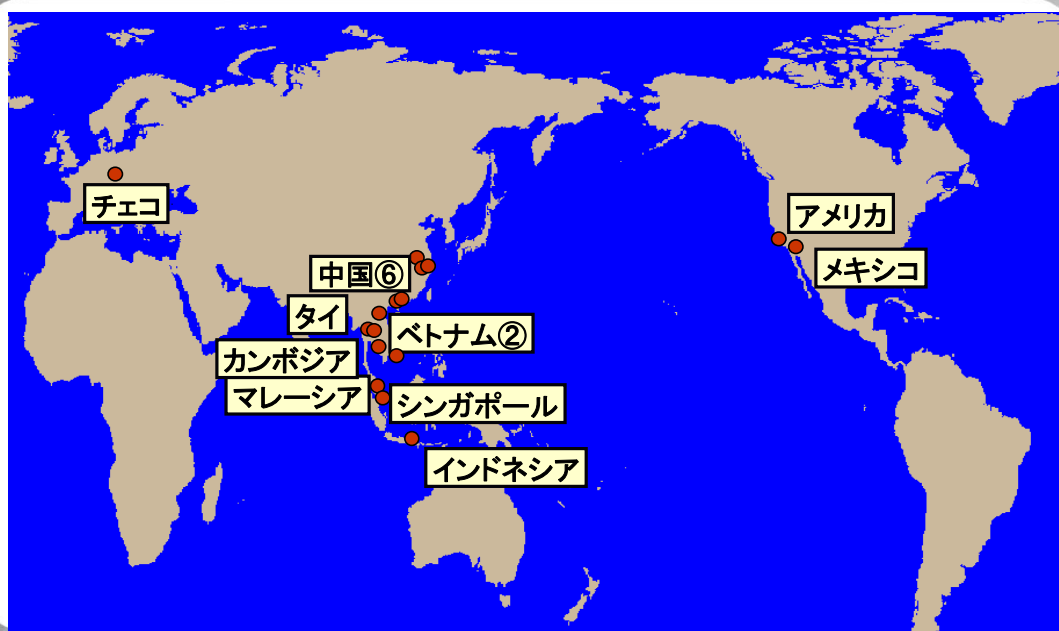 チェコ
アメリカ
メキシコ
中国⑥
タイ
ベトナム②
カンボジア
マレーシア
シンガポール
インドネシア